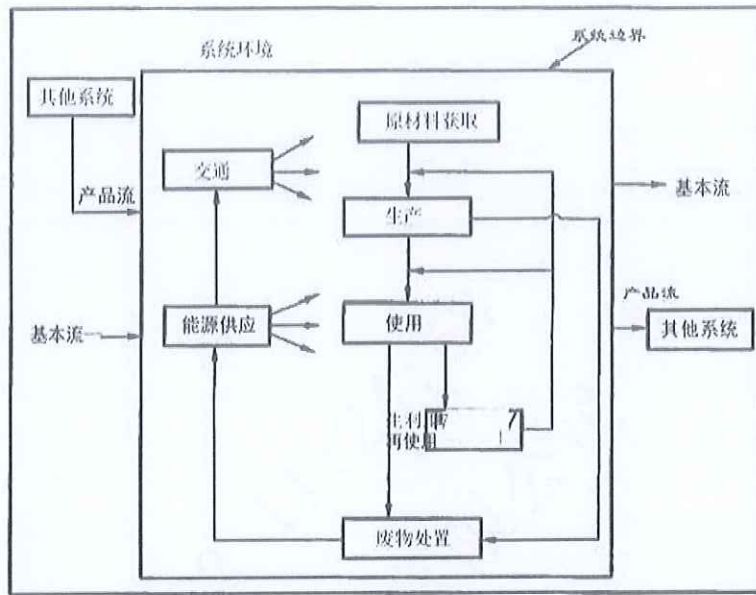 系统边界
系统环境
其他系统
原材料获取
交通
产品流
基本流
生产
产品流
基本流
能源供应
使用
其他系统
再使用
废物处置